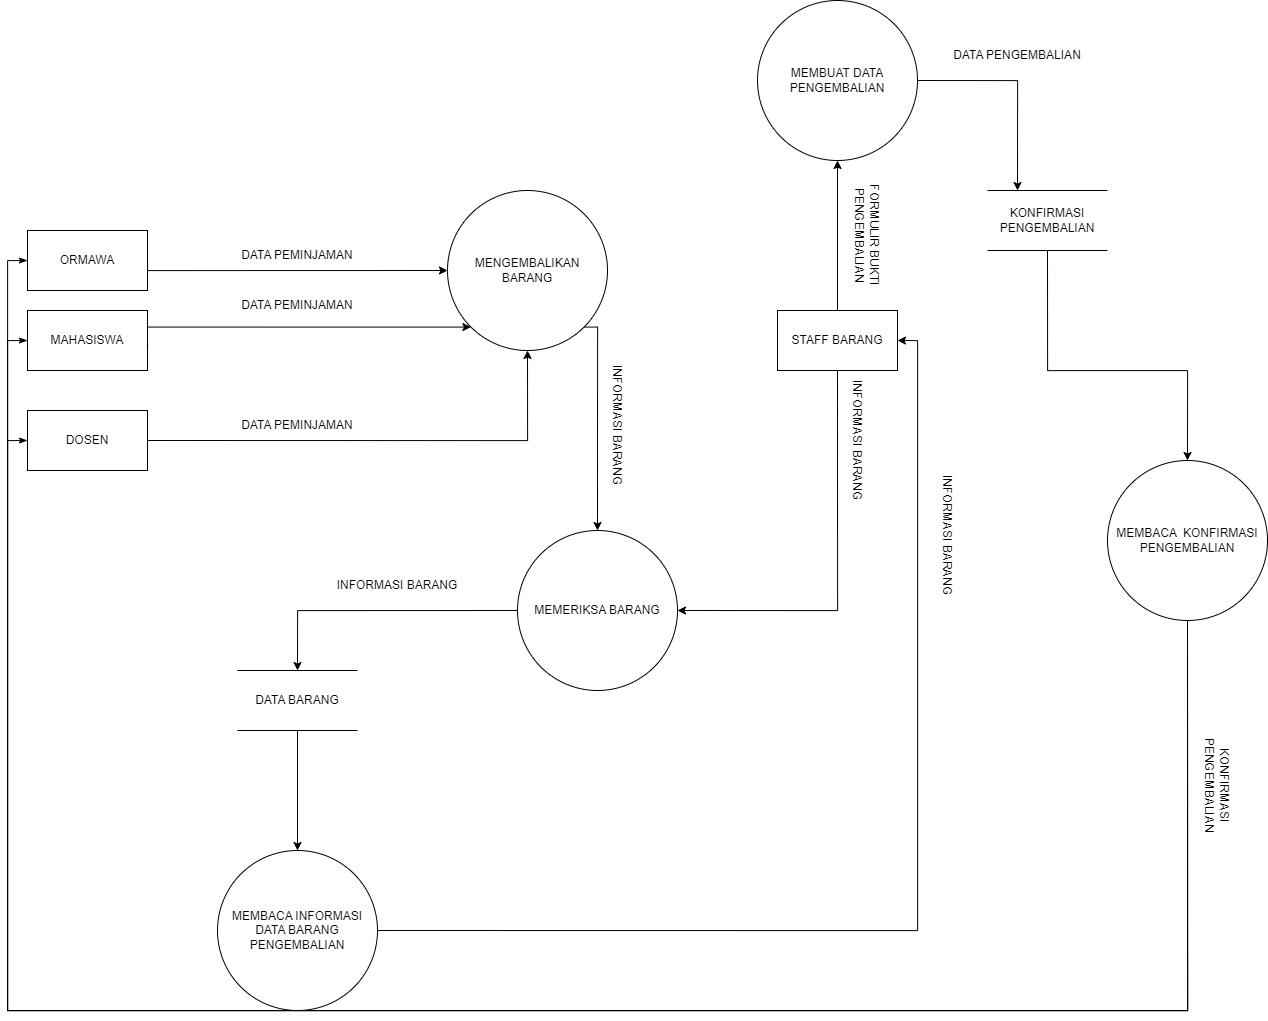 DATA PENGEMBALIAN
MEMBUAT DATA
PENGEMBALIAN
FORMULIR BUKTI
PENGEMBALIAN
KONFIRMASI
PENGEMBALIAN
ORMAWA
DATA PEMINJAMAN
MENGEMBALIKAN
BARANG
MAHASISWA
DATA PEMINJAMAN
STAFF BARANG
DOSEN
DATA PEMINJAMAN
INFORMASI BARANG
INFORMASI BARANG
INFORMASI BARANG
MEMBACA KONFIRMASI
PENGEMBALIAN
INFORMASI BARANG
MEMERIKSA BARANG
DATA BARANG
KONFIRMASI
PENGEMBALIAN
MEMBACA INFORMASI
DATA BARANG
PENGEMBALIAN